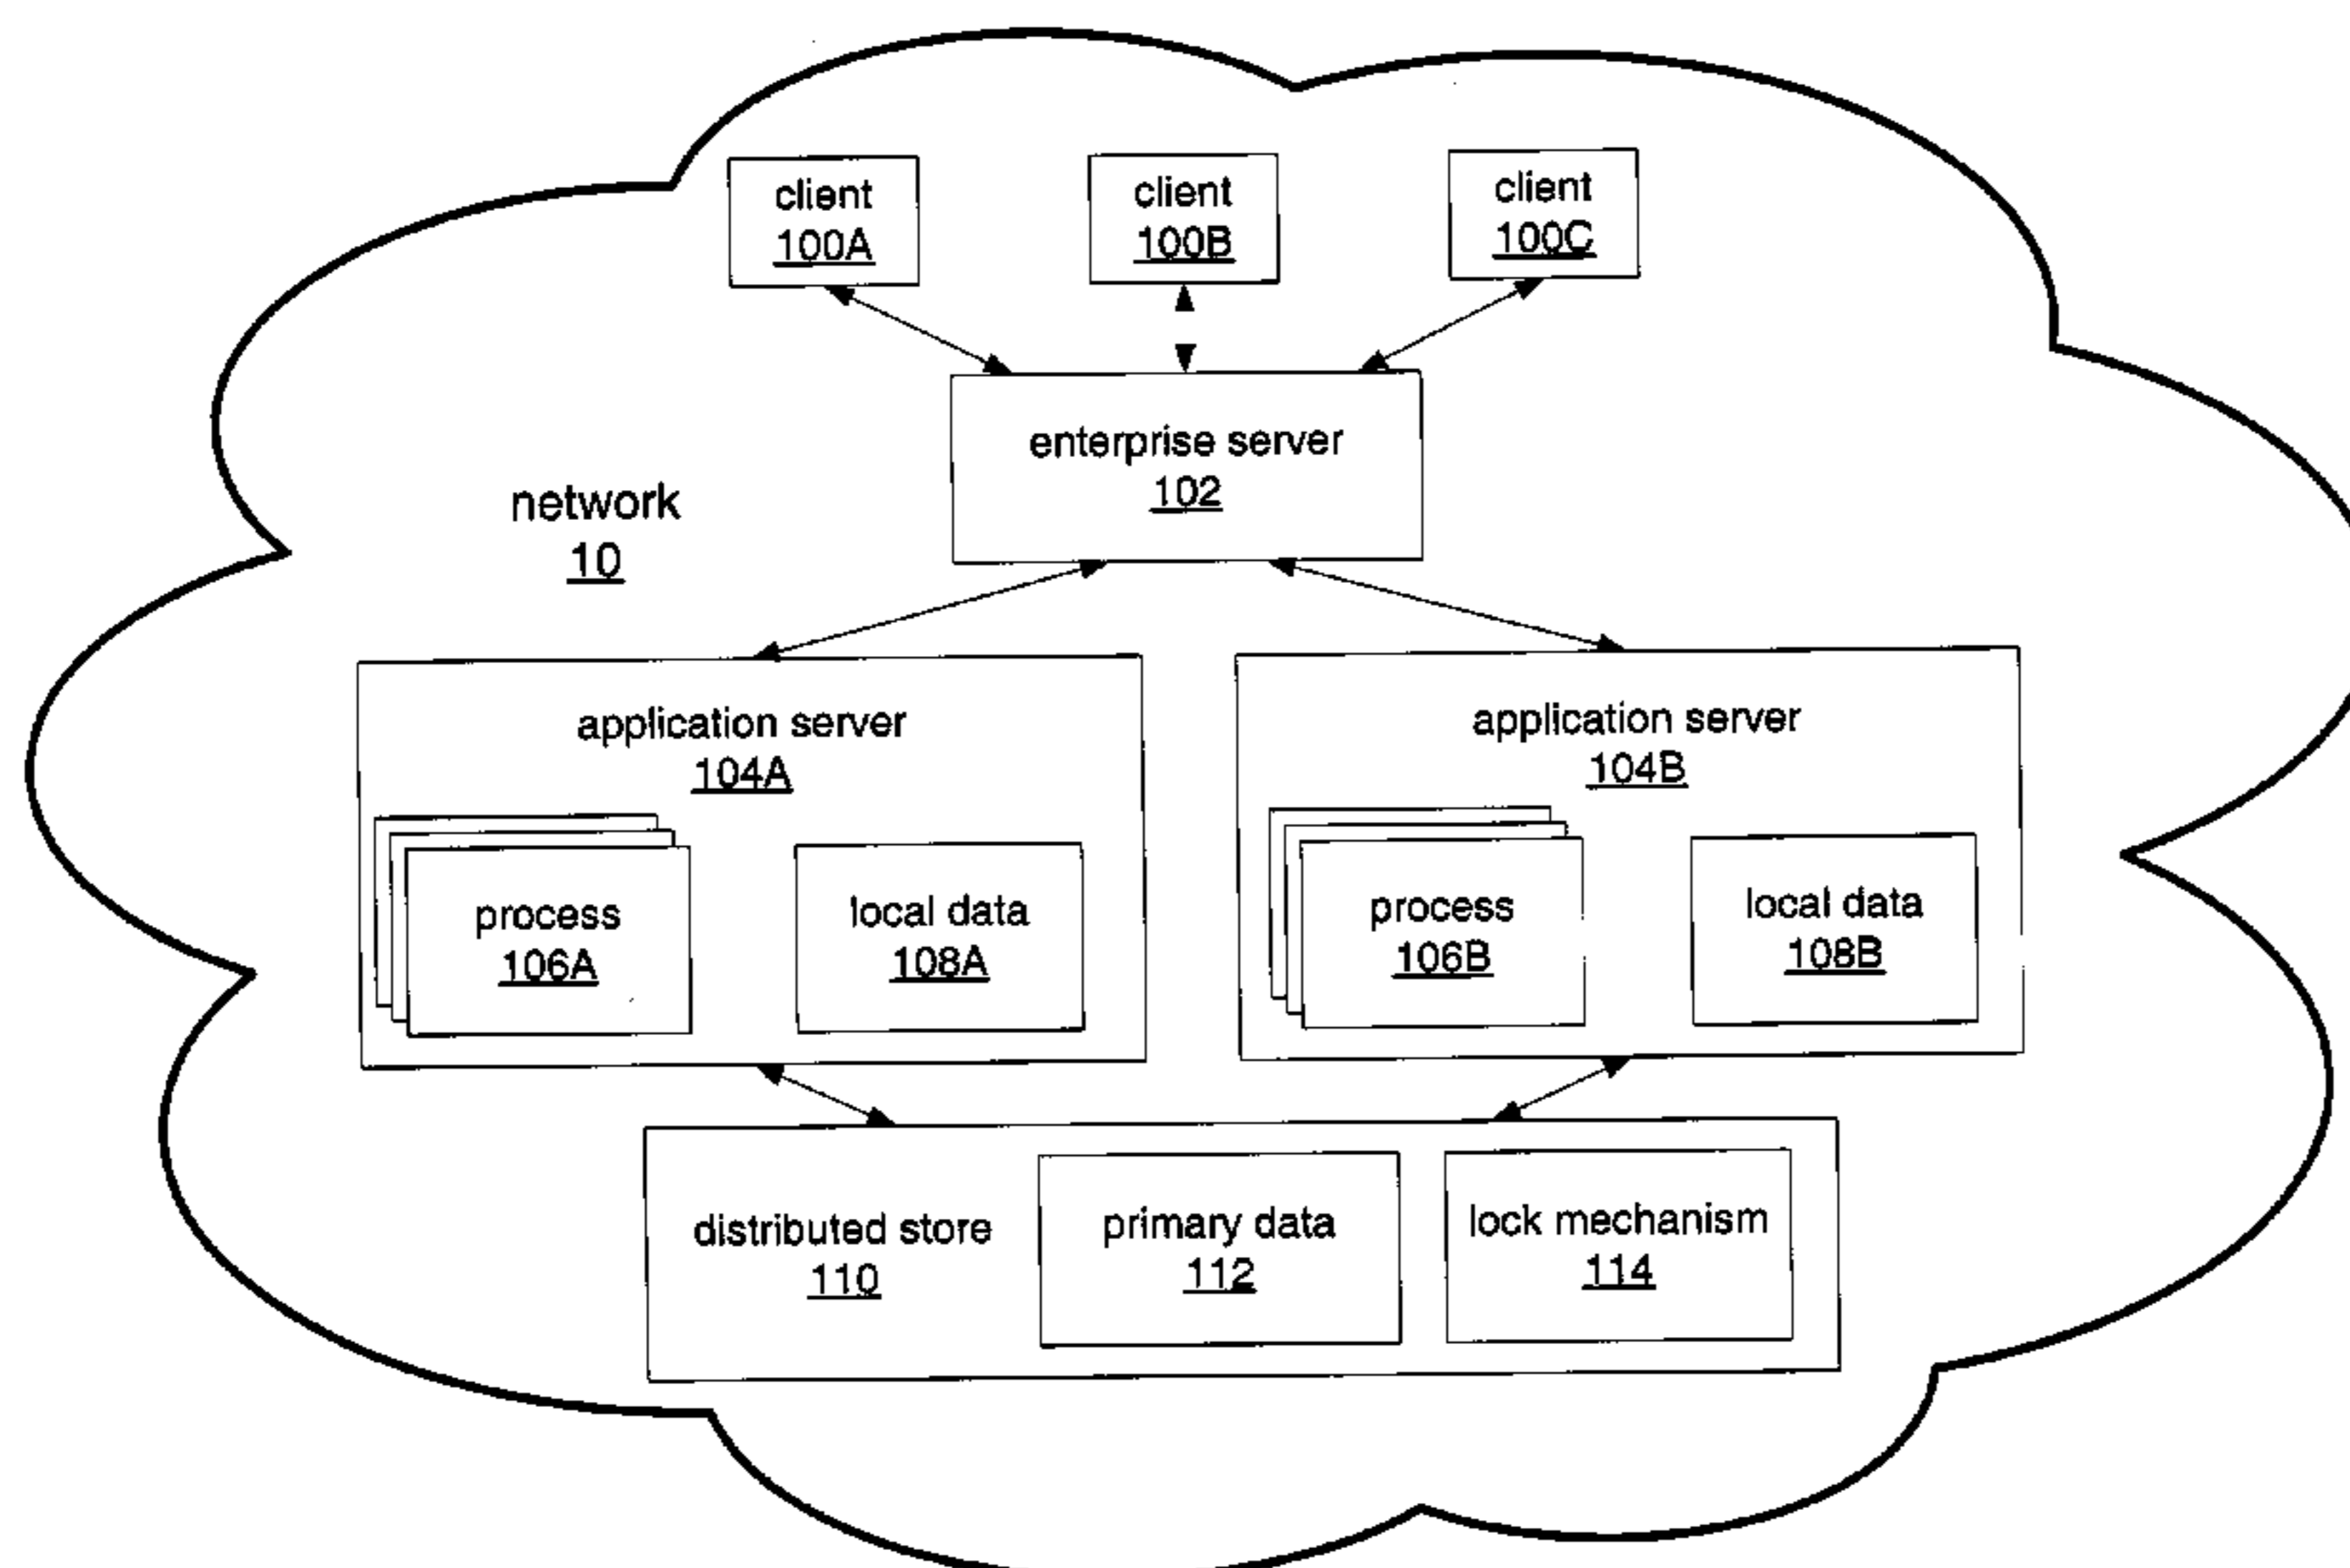 client
100A
client
100B
client
100C
enterprise server
102
network
10
application server
104A
application server
104B
process
106A
local data
108A
process
106B
local data
108B
distributed store
110
primary data
112
lock mechanism
114